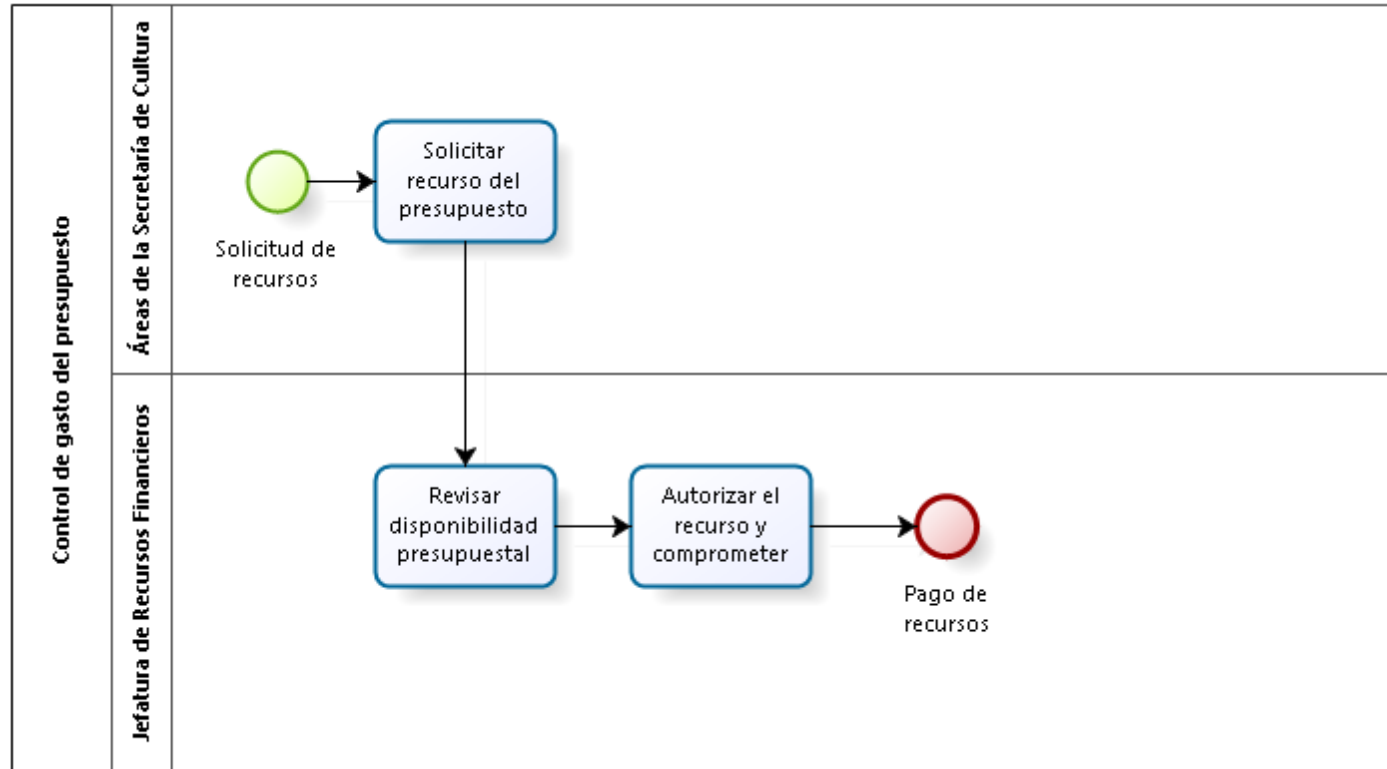 Control de gasto del presupuesto
Áreas de la Secretaría de Cultura
Solicitud de
recursos
Solicitar
recurso del
presupuesto
Jefatura de Recursos Financieros
Revisar
disponibilidad
presupuestal
Autorizar el
recurso y
comprometer
Pago de
recursos